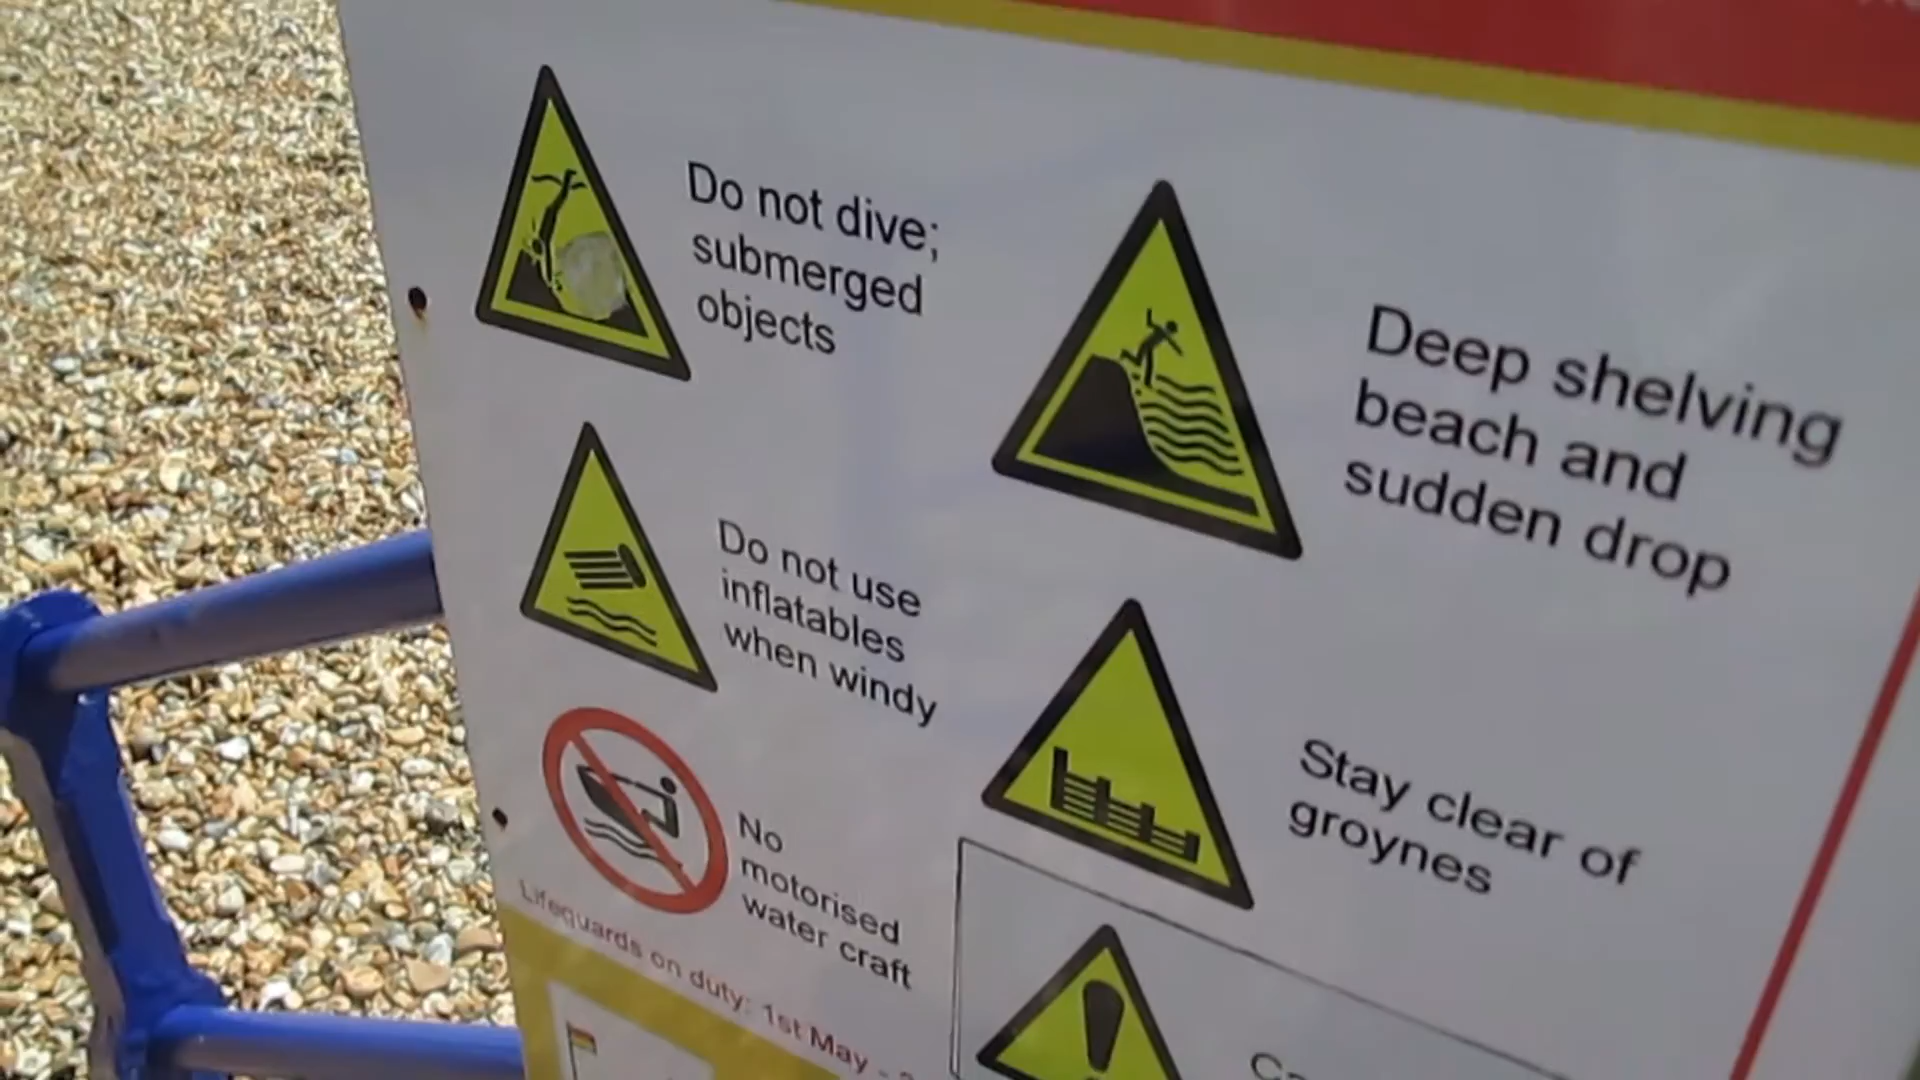 Do not dive;
submerged
objects
Deep shelving
beach and
sudden drop
Do not use
inflatables
when windy
Stay clear of
groynes
No
motorised
water craft
Lifeguards on duty: 1st May -